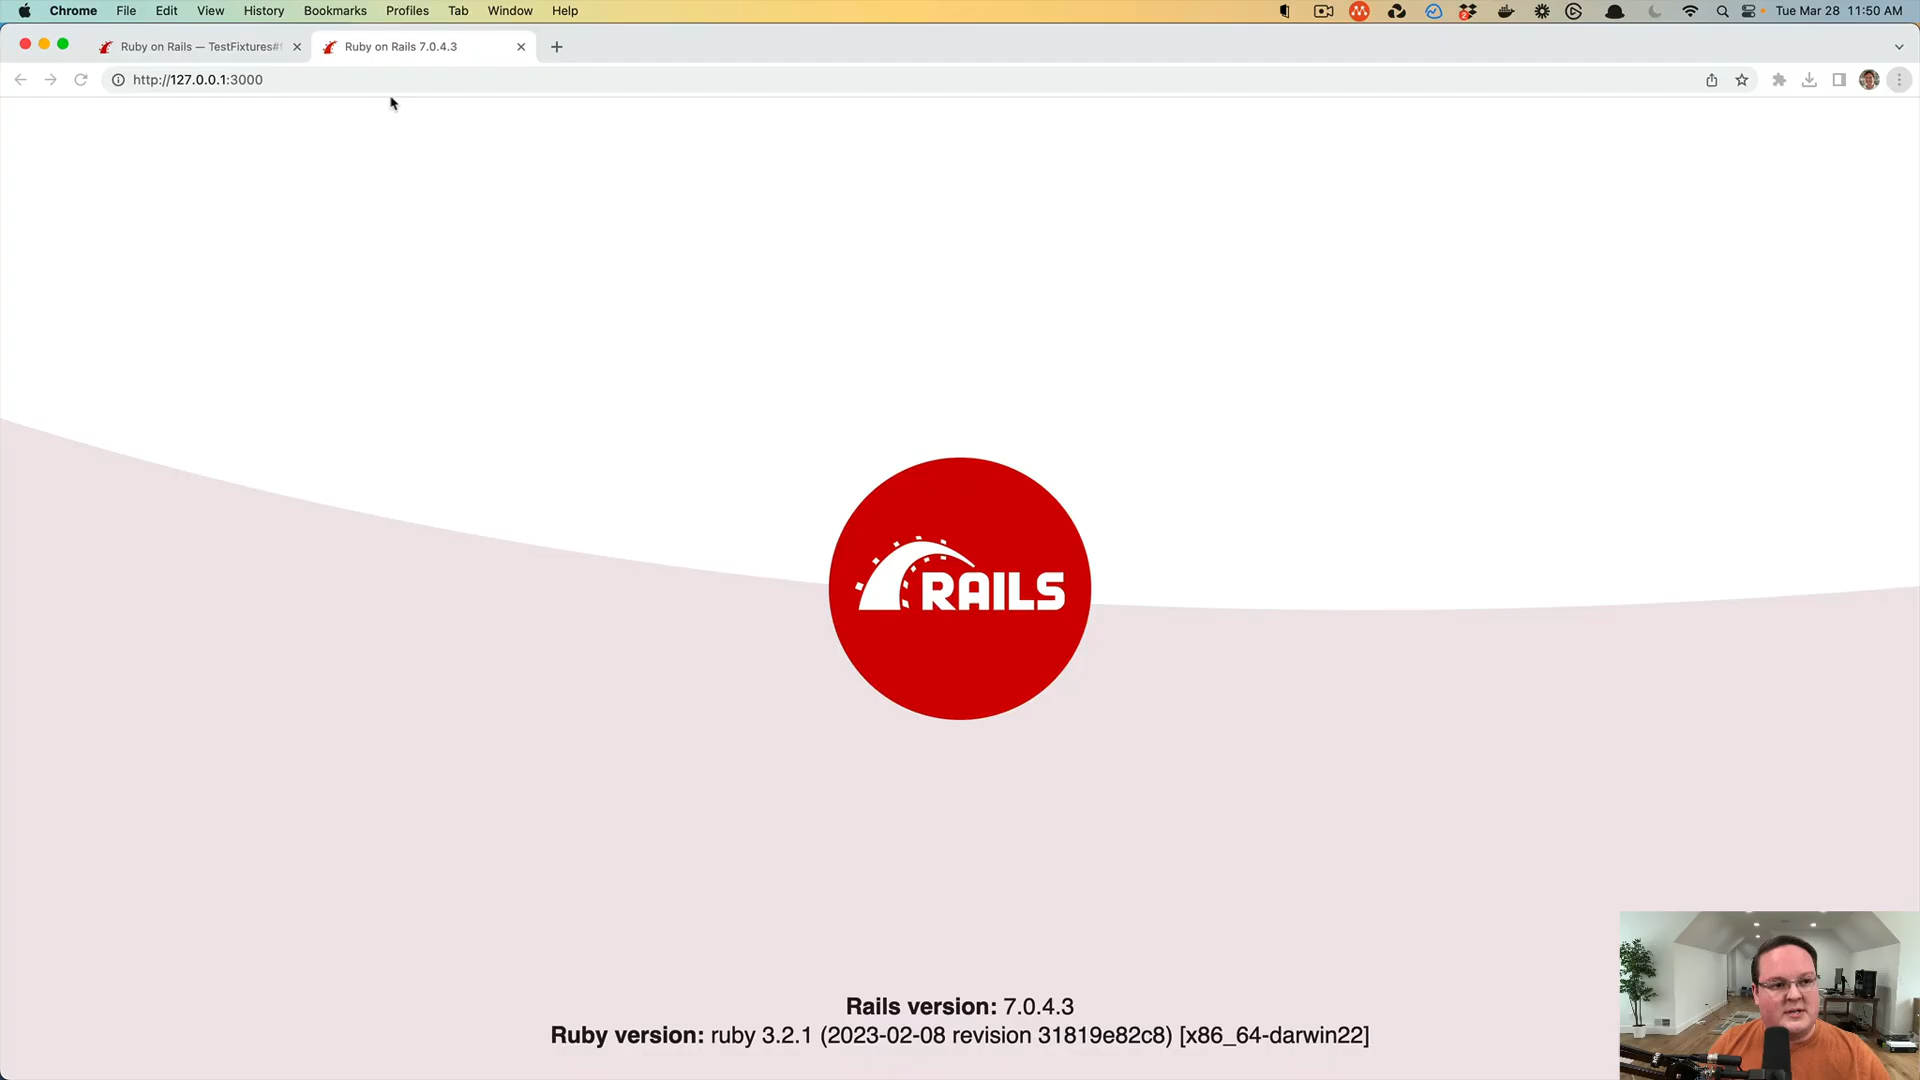 Chrome File Edit View History Bookmarks Profiles Tab Window Help
2
Tue Mar 28 11:50 AM
Ruby on Rails — TestFixtures#
Ruby on Rails 7.0.4.3
http://127.0.0.1:3000
RAILS
Rails version: 7.0.4.3
Ruby version: ruby 3.2.1 (2023-02-08 revision 31819e82c8) [x86_64-darwin22]